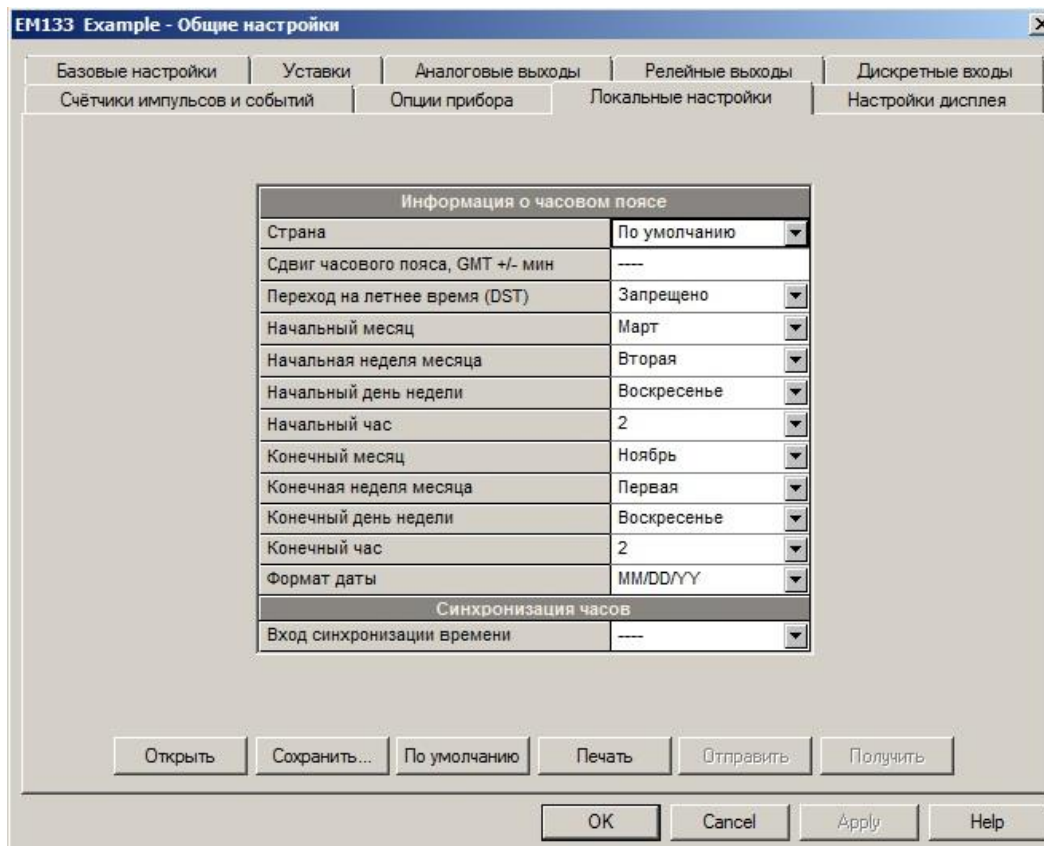 EM133 Example - Общие настройки
Базовые настройки Уставки Аналоговые выходы Релейные выходы Дискретные входы
Счётчики импульсов и событий Опции прибора Локальные настройки Настройки дисплея
Информация о часовом поясе
Страна По умолчанию
Сдвиг часового пояса, GMT +/- мин ----
Переход на летнее время (DST) Запрещено
Начальный месяц Март
Начальная неделя месяца Вторая
Начальный день недели Воскресенье
Начальный час 2
Конечный месяц Ноябрь
Конечная неделя месяца Первая
Конечный день недели Воскресенье
Конечный час 2
Формат даты MM/DD/YY
Синхронизация часов
Вход синхронизации времени ----
Открыть Сохранить... По умолчанию Печать Отправить Получить
OK Cancel Apply Help